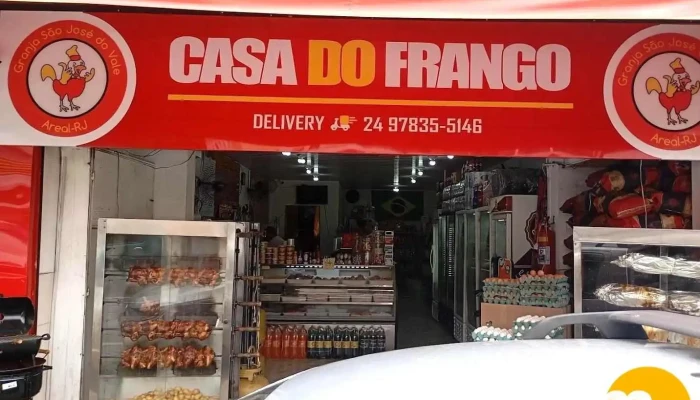 Granja São José do Vale
Areal-RJ
CASA DO FRANGO
DELIVERY 24 97835-5146
Granja São José do Vale
Areal-RJ